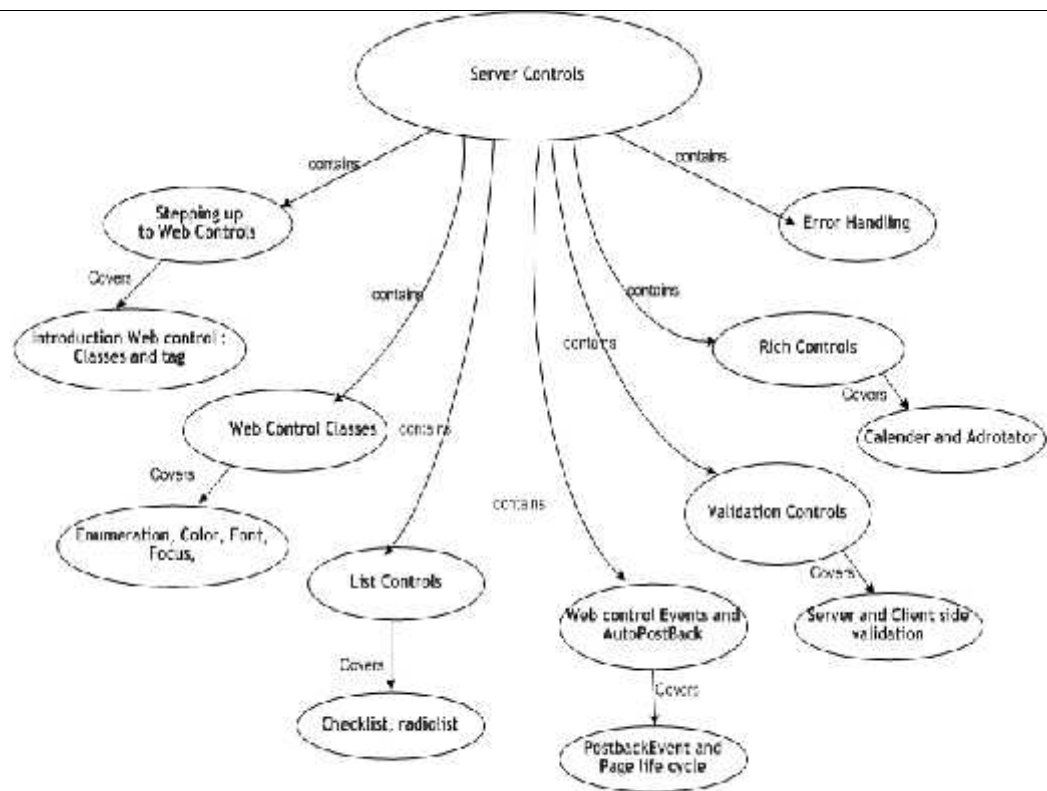 Server Controls
contains
contains
Stepping up
to Web Controls
Error Handling
Covers
contains
contains
Introduction Web control :
Classes and tag
contains
Rich Controls
Covers
Web Control Classes
contains
Calender and Adrotator
Covers
contains
Validation Controls
Enumeration, Color, Font,
Focus,
List Controls
Covers
Web control Events and
AutoPostBack
Server and Client side
validation
Covers
Covers
Checklist, radiolist
PostbackEvent and
Page life cycle